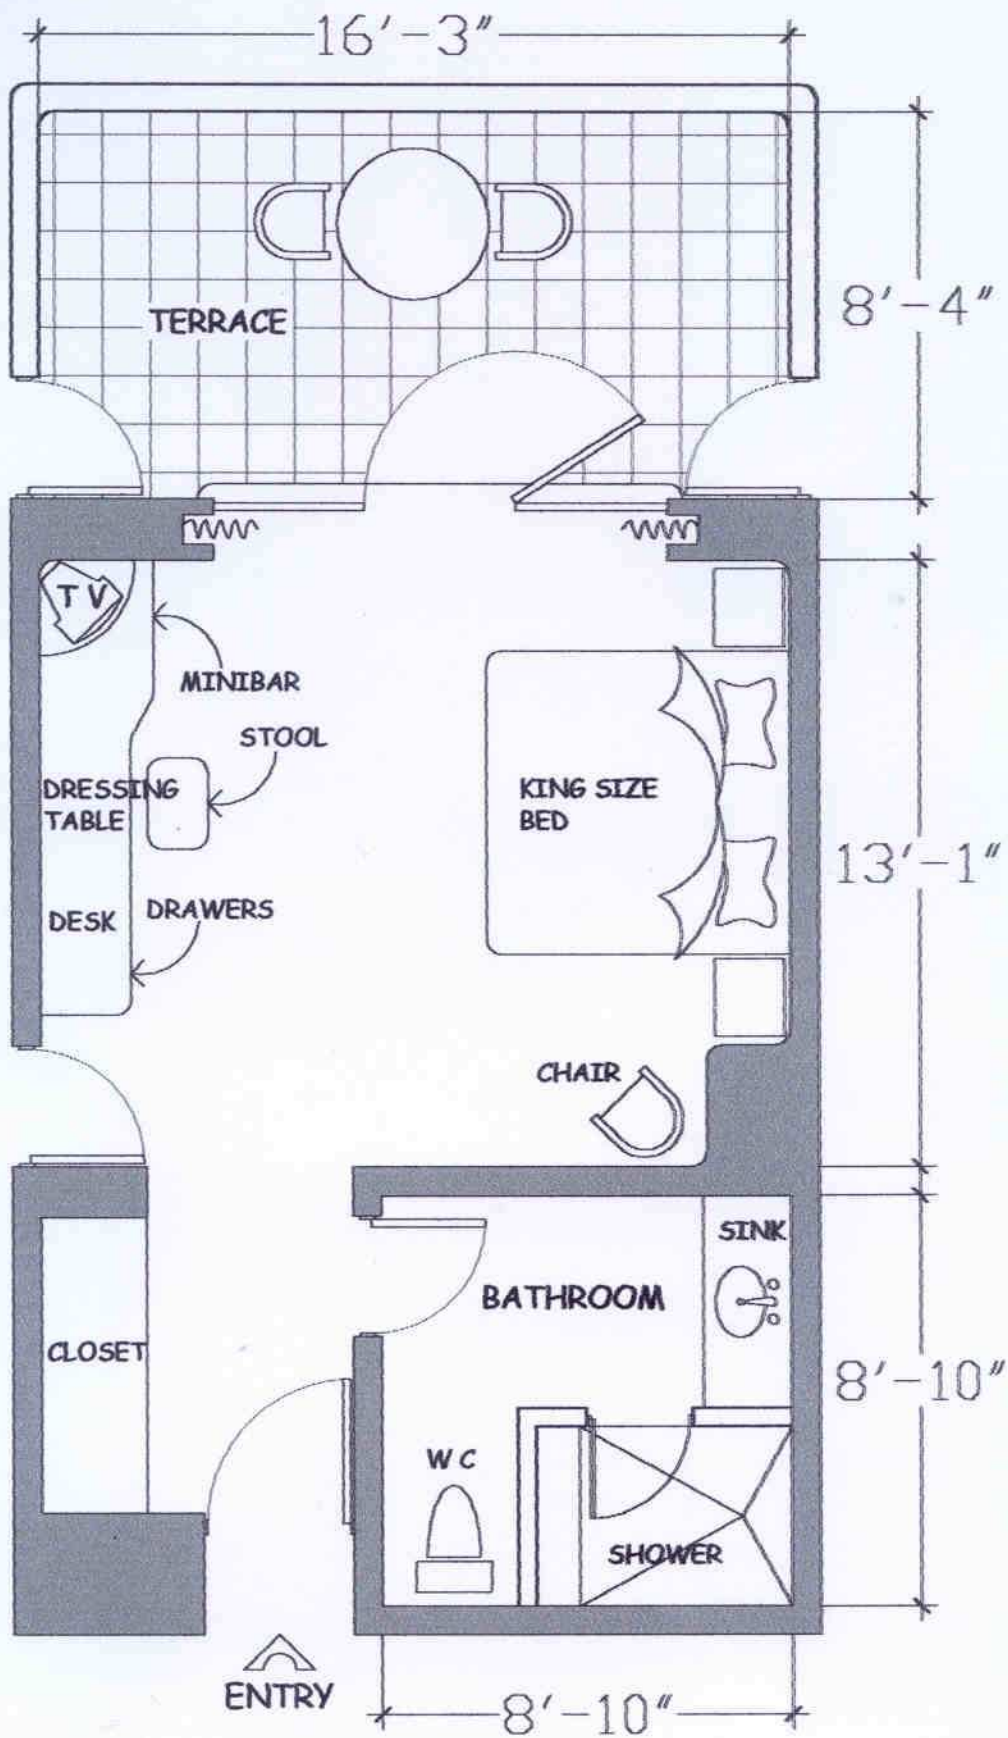 16'-3"
8'-4"
TERRACE
TV
MINIBAR
STOOL
DRESSING
TABLE
KING SIZE
BED
13'-1"
DESK
DRAWERS
CHAIR
SINK
BATHROOM
CLOSET
8'-10"
WC
SHOWER
ENTRY
8'-10"